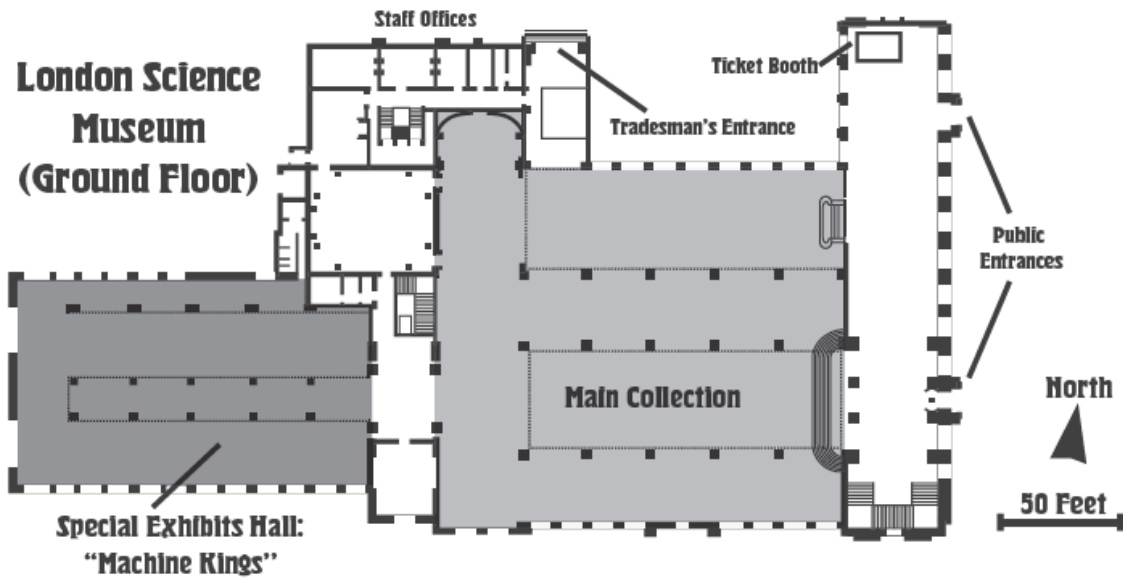 London Science
Museum
(Ground Floor)
Staff Offices
Ticket Booth
Tradesman's Entrance
Public
Entrances
Main Collection
North
50 Feet
Special Exhibits Hall:
"Machine Kings"